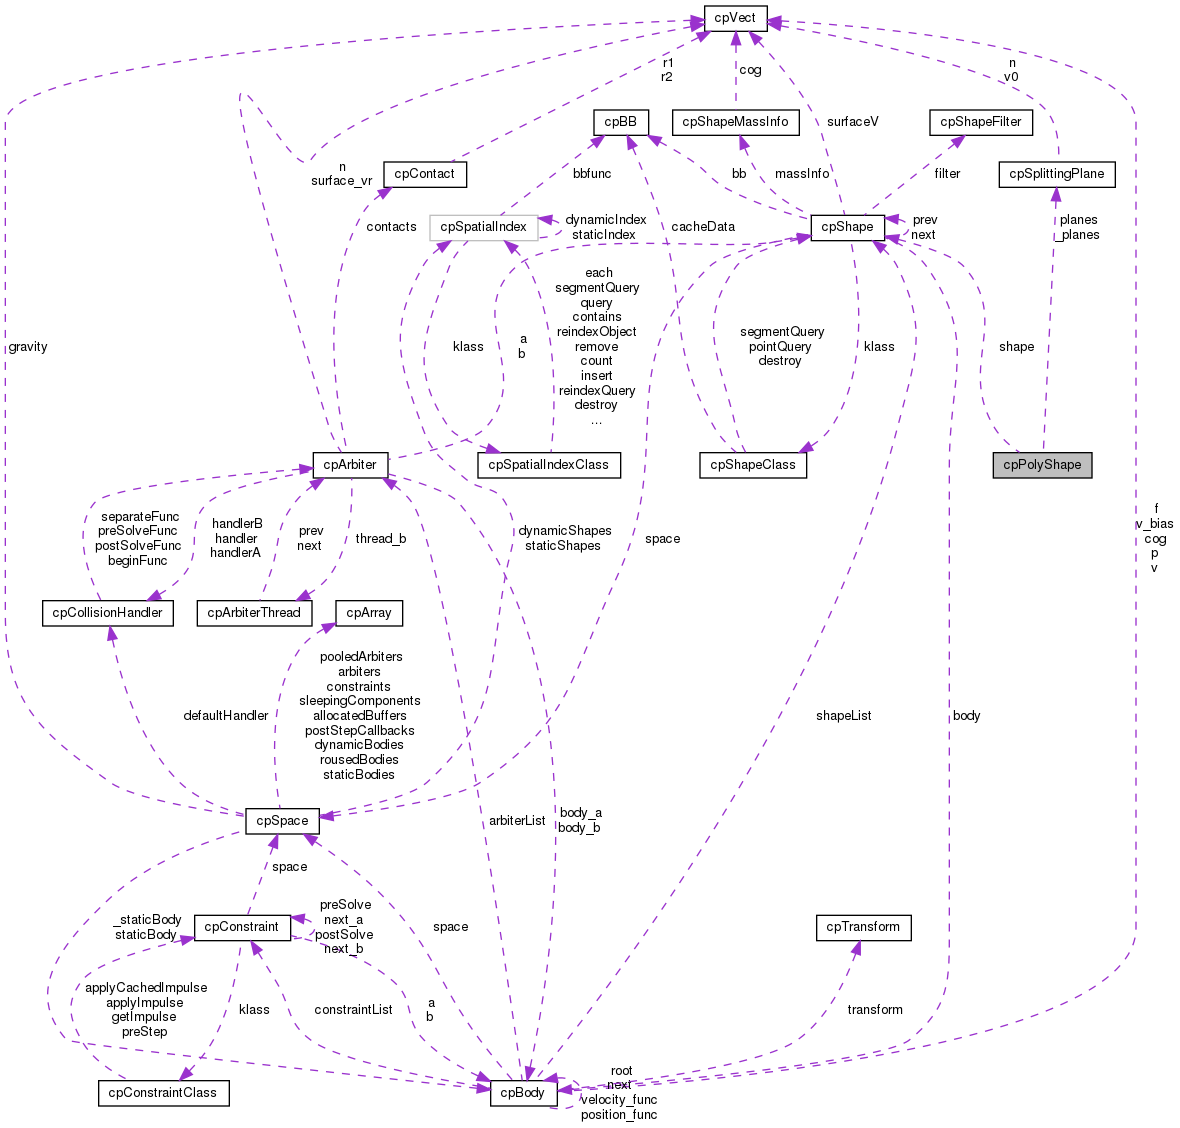 cpVect
r1
r2
cog
n
v0
cpBB
cpShapeMassInfo
surfaceV
cpShapeFilter
n
surface_vr
cpContact
bbfunc
bb
massInfo
filter
cpSplittingPlane
contacts
cpSpatialIndex
dynamicIndex
staticIndex
cacheData
cpShape
prev
next
planes
_planes
gravity
klass
a
b
each
segmentQuery
query
contains
reindexObject
remove
count
insert
reindexQuery
destroy
...
segmentQuery
pointQuery
destroy
klass
shape
cpArbiter
cpSpatialIndexClass
cpShapeClass
cpPolyShape
separateFunc
preSolveFunc
postSolveFunc
beginFunc
handlerB
handler
handlerA
prev
next
thread_b
dynamicShapes
staticShapes
space
f
v_bias
cog
p
v
cpCollisionHandler
cpArbiterThread
cpArray
defaultHandler
pooledArbiters
arbiters
constraints
sleepingComponents
allocatedBuffers
postStepCallbacks
dynamicBodies
rousedBodies
staticBodies
shapeList
body
cpSpace
arbiterList
body_a
body_b
space
_staticBody
staticBody
cpConstraint
preSolve
next_a
postSolve
next_b
space
cpTransform
applyCachedImpulse
applyImpulse
getImpulse
preStep
klass
constraintList
a
b
transform
cpConstraintClass
cpBody
root
next
velocity_func
position_func